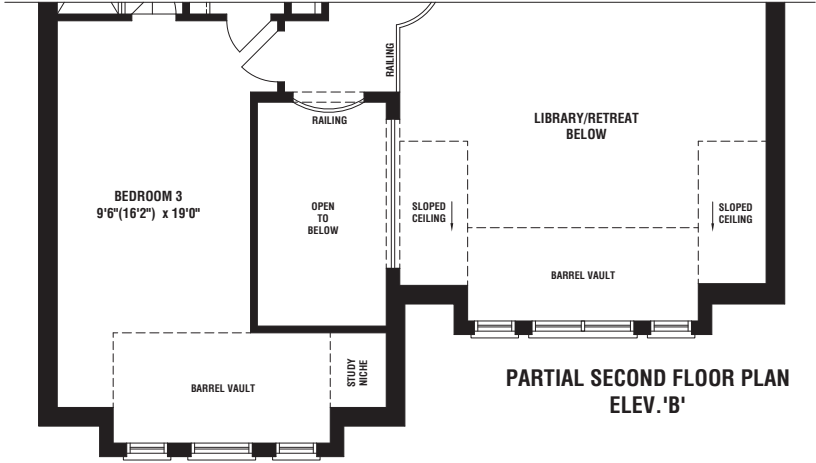 RAILING
RAILING
LIBRARY/RETREAT
BELOW
BEDROOM 3
9'6"(16'2") x 19'0"
OPEN
TO
BELOW
SLOPED
CEILING
SLOPED
CEILING
BARREL VAULT
BARREL VAULT
STUDY
NICHE
PARTIAL SECOND FLOOR PLAN
ELEV.'B'